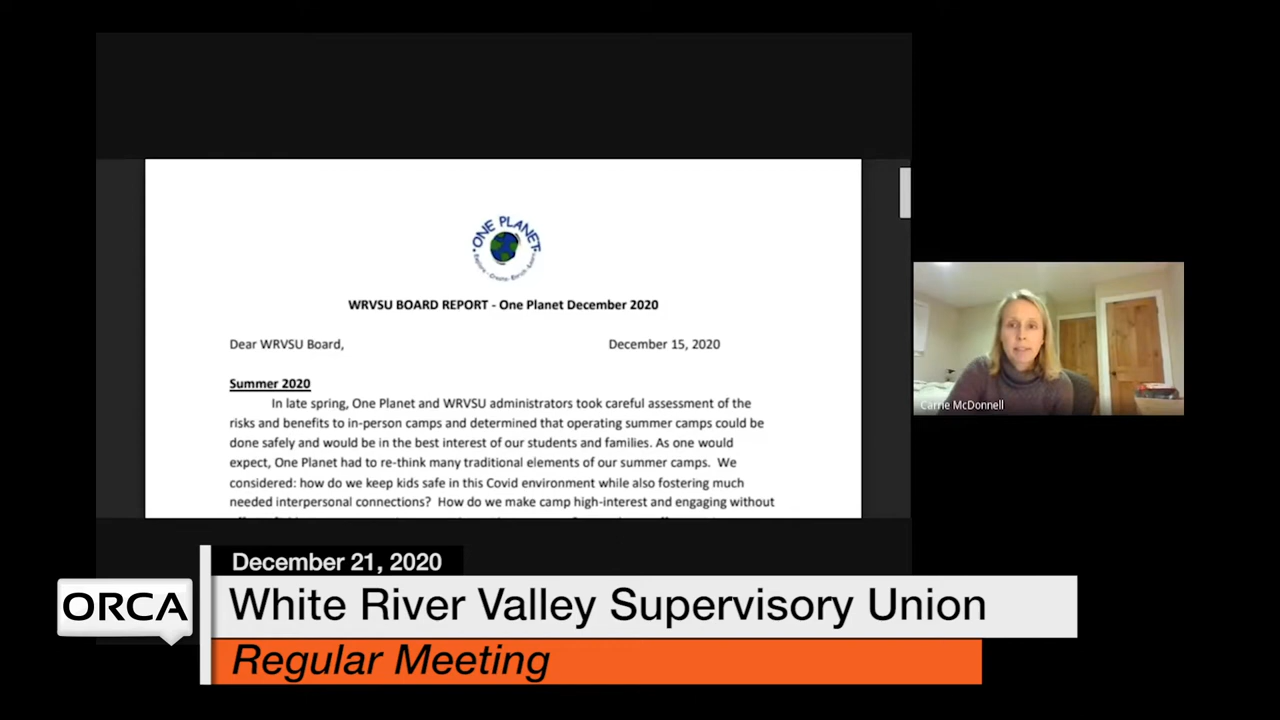 ONE PLANET
Explore - Create - Enrich - Learn
WRVSU BOARD REPORT - One Planet December 2020
Dear WRVSU Board, December 15, 2020
Summer 2020
In late spring, One Planet and WRVSU administrators took careful assessment of the
risks and benefits to in-person camps and determined that operating summer camps could be
done safely and would be in the best interest of our students and families. As one would
expect, One Planet had to re-think many traditional elements of our summer camps. We
considered: how do we keep kids safe in this Covid environment while also fostering much
needed interpersonal connections? How do we make camp high-interest and engaging without
Carrie McDonnell
December 21, 2020
ORCA
White River Valley Supervisory Union
Regular Meeting